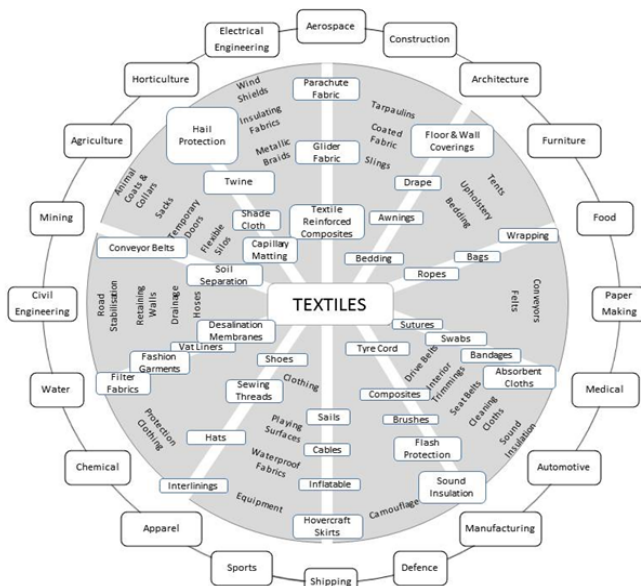 Aerospace
Electrical
Engineering
Construction
Horticulture
Architecture
Agriculture
Furniture
Mining
Food
Civil
Engineering
Paper
Making
Water
Medical
Chemical
Automotive
Apparel
Manufacturing
Sports
Defence
Shipping
Wind
Shields
Parachute
Fabric
Tarpaulins
Hail
Protection
Insulating
Fabrics
Coated
Fabric
Floor & Wall
Coverings
Metallic
Braids
Glider
Fabric
Slings
Tents
Animal
Coats &
Collars
Twine
Drape
Upholstery
Bedding
Sacks
Temporary
Doors
Shade
Cloth
Textile
Reinforced
Composites
Awnings
Wrapping
Conveyor Belts
Flexible
Silos
Capillary
Matting
Bedding
Bags
Soil
Separation
Ropes
Road
Stabilisation
Retaining
Walls
Drainage
Hoses
TEXTILES
Felts
Conveyors
Desalination
Membranes
Sutures
Swabs
Vat Liners
Tyre Cord
Bandages
Fashion
Garments
Shoes
Drive Belts
Absorbent
Cloths
Filter
Fabrics
Sewing
Threads
Clothing
Composites
Interior
Trimmings
Seat Belts
Cleaning
Cloths
Sound
Insulation
Protection
Clothing
Hats
Playing
Surfaces
Sails
Brushes
Cables
Flash
Protection
Waterproof
Fabrics
Interlinings
Inflatable
Sound
Insulation
Equipment
Hovercraft
Skirts
Camouflage